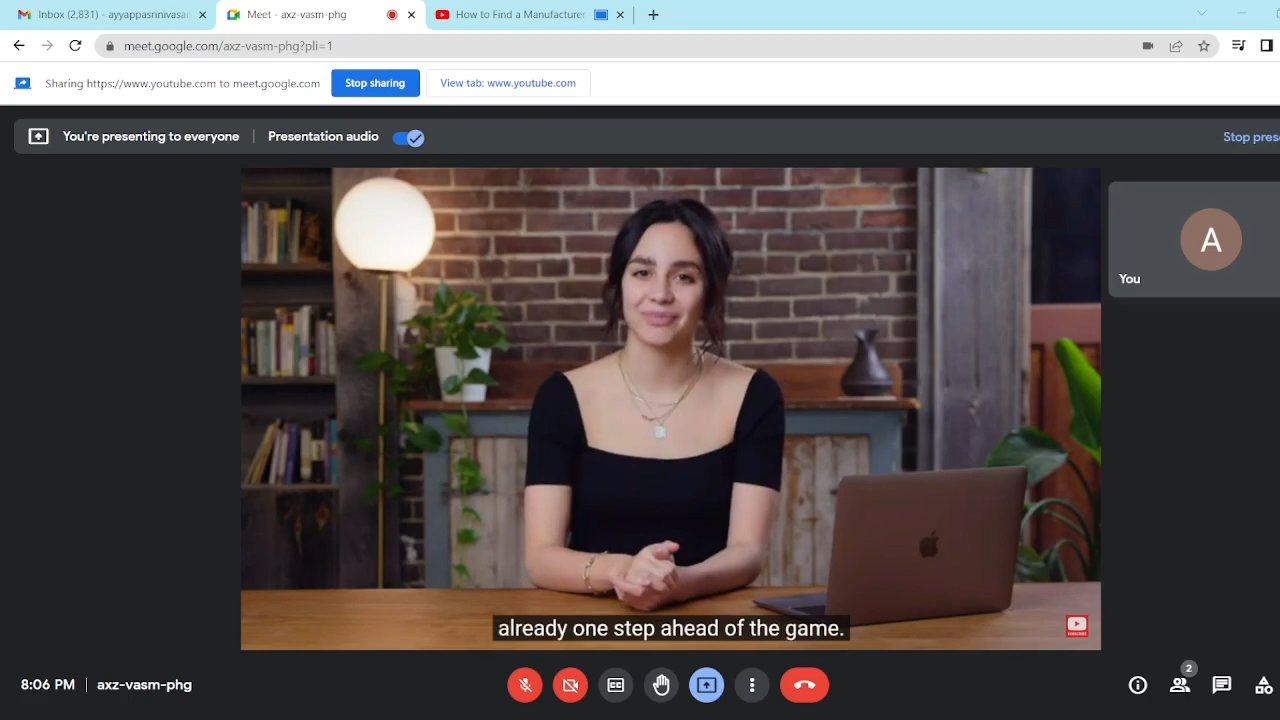 Inbox (2,831) - ayyappasrinivasar
Meet - axz-vasm-phg
How to Find a Manufacturer
meet.google.com/axz-vasm-phg?pli=1
Sharing https://www.youtube.com to meet.google.com
Stop sharing
View tab: www.youtube.com
You're presenting to everyone
Presentation audio
Stop pres
A
You
already one step ahead of the game.
8:06 PM
axz-vasm-phg
CC
2